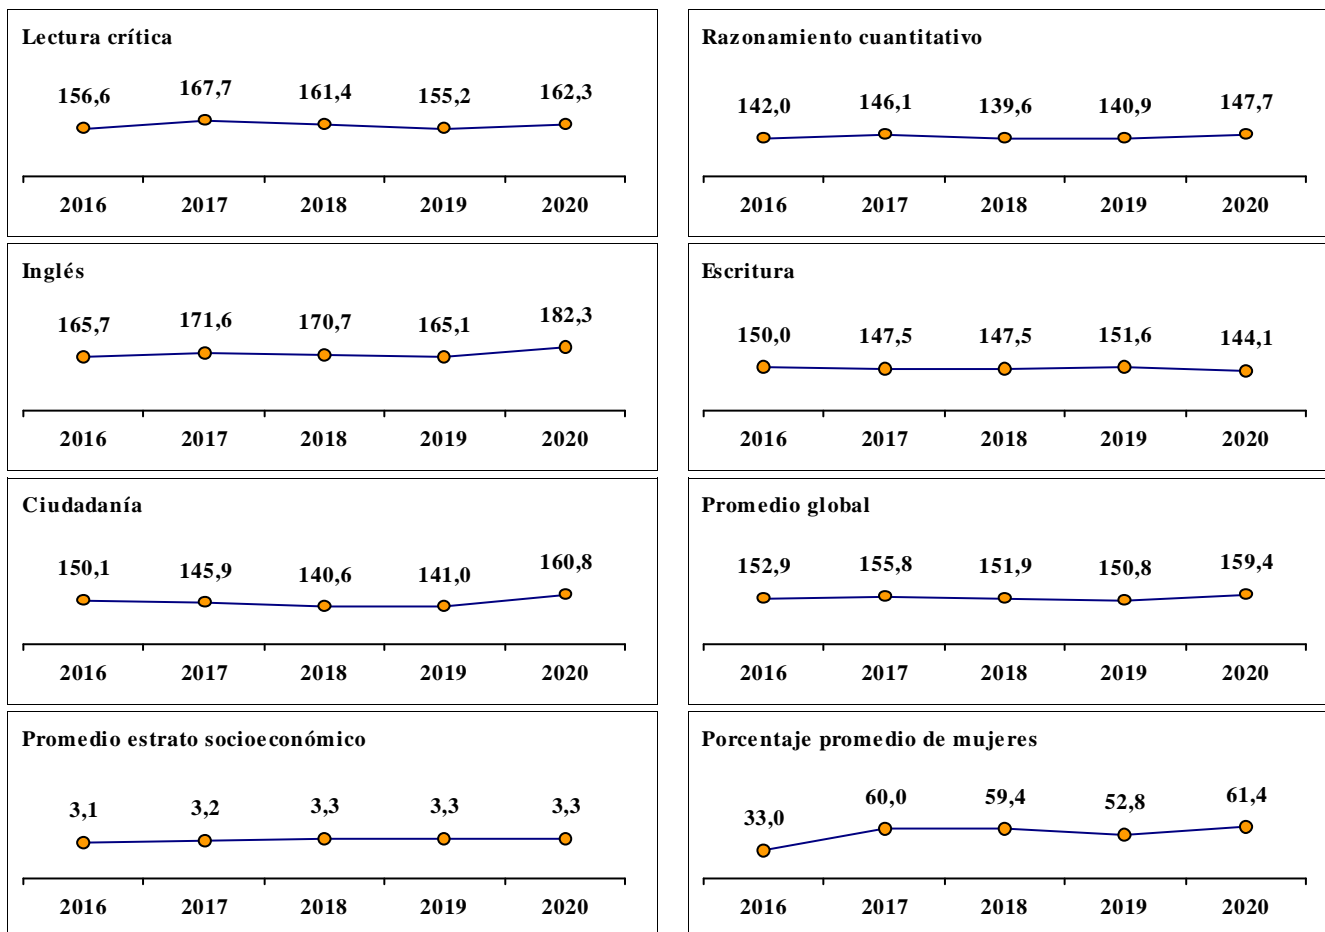 Lectura crítica
156,6 167,7 161,4 155,2 162,3
2016 2017 2018 2019 2020
Razonamiento cuantitativo
142,0 146,1 139,6 140,9 147,7
2016 2017 2018 2019 2020
Inglés
165,7 171,6 170,7 165,1 182,3
2016 2017 2018 2019 2020
Escritura
150,0 147,5 147,5 151,6 144,1
2016 2017 2018 2019 2020
Ciudadanía
150,1 145,9 140,6 141,0 160,8
2016 2017 2018 2019 2020
Promedio global
152,9 155,8 151,9 150,8 159,4
2016 2017 2018 2019 2020
Promedio estrato socioeconómico
3,1 3,2 3,3 3,3 3,3
2016 2017 2018 2019 2020
Porcentaje promedio de mujeres
33,0 60,0 59,4 52,8 61,4
2016 2017 2018 2019 2020